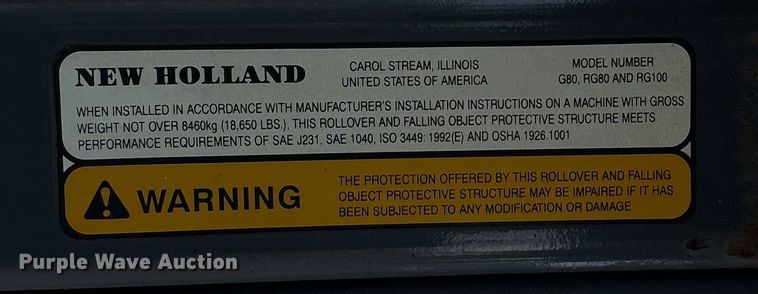 NEW HOLLAND
CAROL STREAM, ILLINOIS
UNITED STATES OF AMERICA
MODEL NUMBER
G80, RG80 AND RG100
WHEN INSTALLED IN ACCORDANCE WITH MANUFACTURER'S INSTALLATION INSTRUCTIONS ON A MACHINE WITH GROSS
WEIGHT NOT OVER 8460kg (18,650 LBS.), THIS ROLLOVER AND FALLING OBJECT PROTECTIVE STRUCTURE MEETS
PERFORMANCE REQUIREMENTS OF SAE J231, SAE 1040, ISO 3449: 1992(E) AND OSHA 1926.1001
WARNING
THE PROTECTION OFFERED BY THIS ROLLOVER AND FALLING
OBJECT PROTECTIVE STRUCTURE MAY BE IMPAIRED IF IT HAS
BEEN SUBJECTED TO ANY MODIFICATION OR DAMAGE
Purple Wave Auction